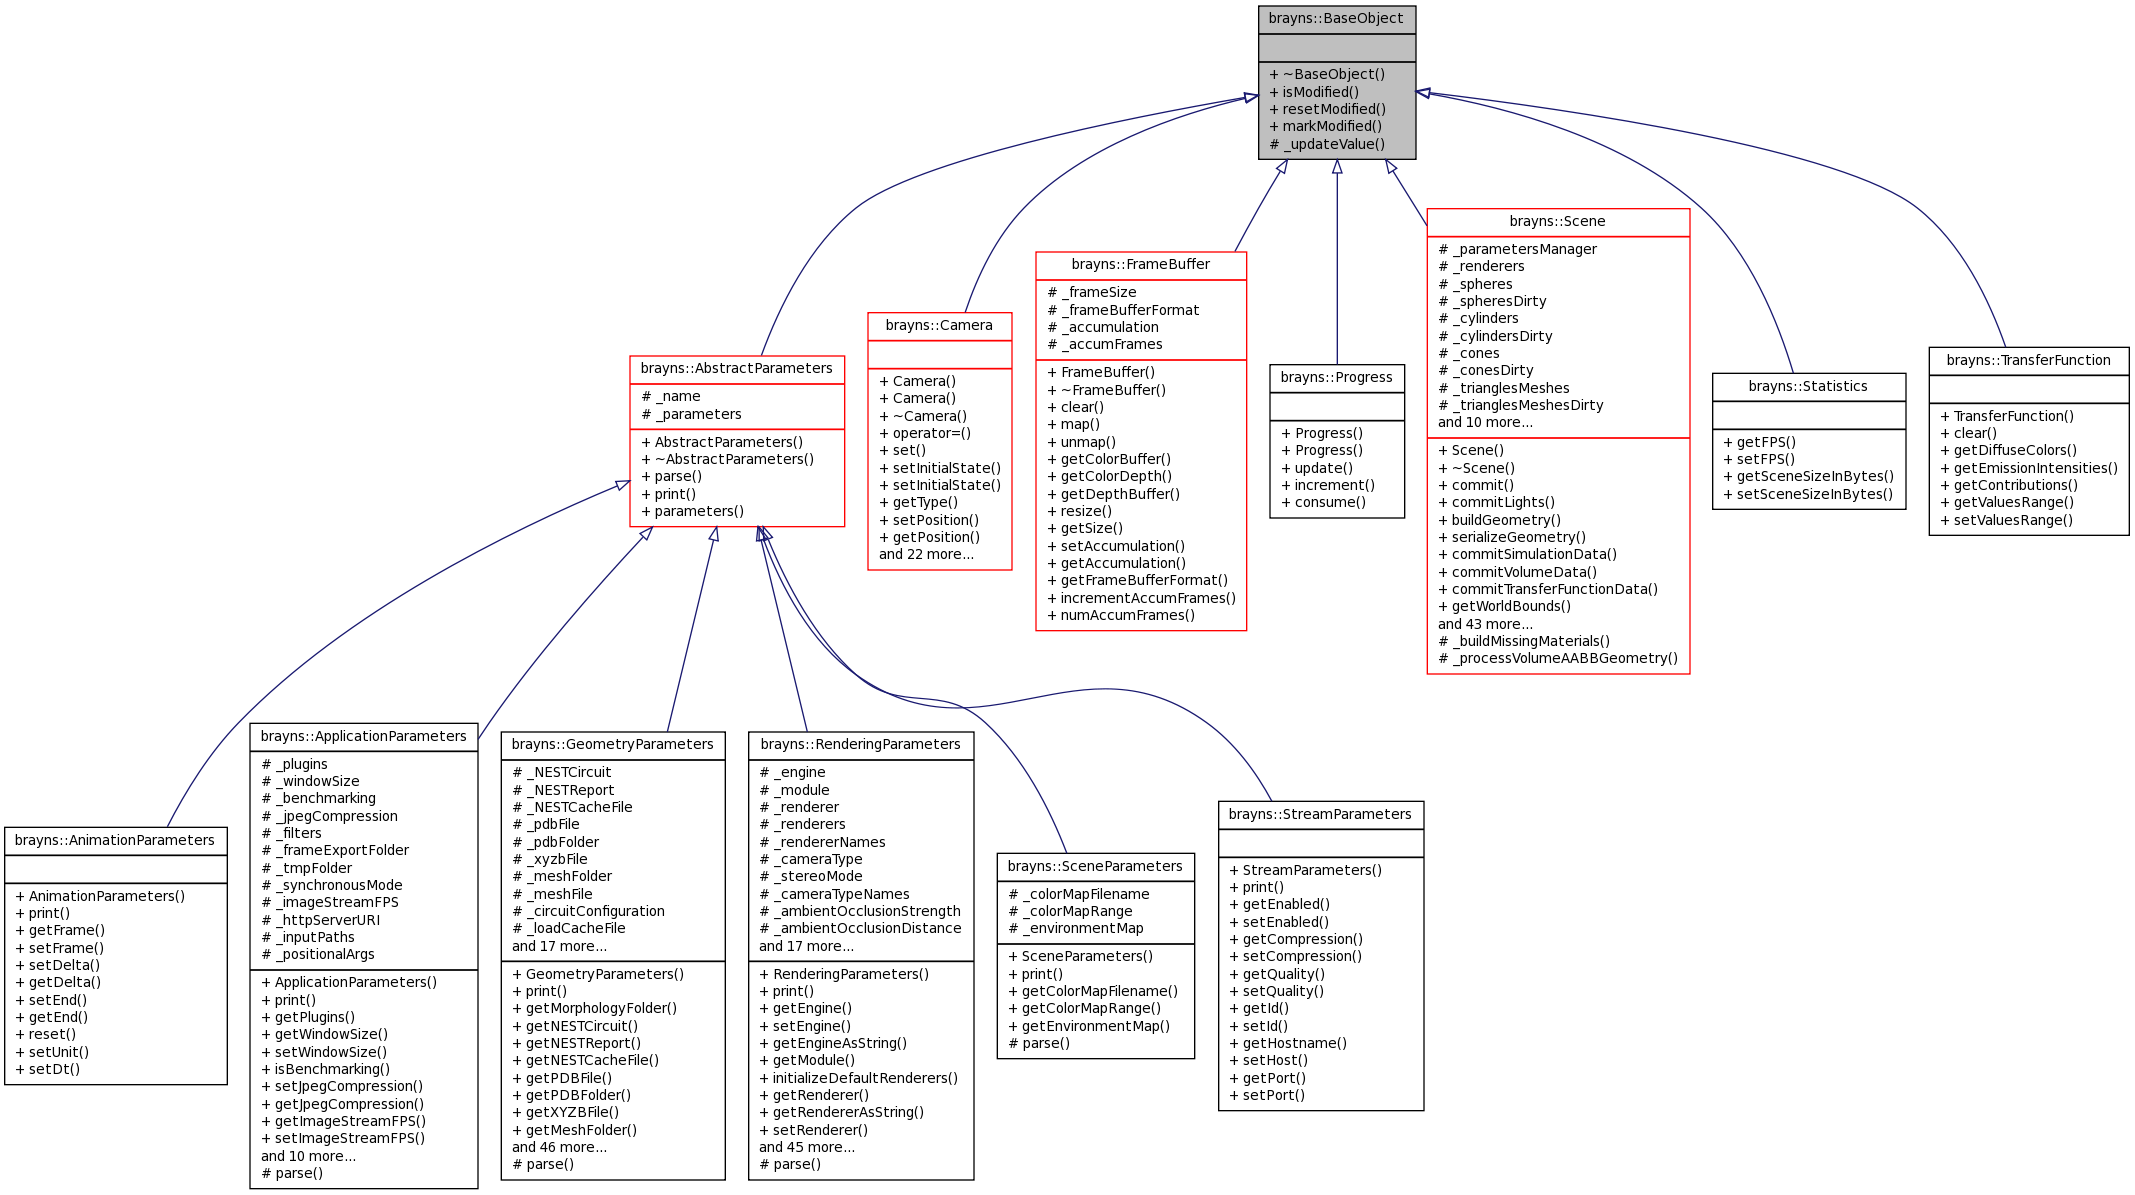 brayns::BaseObject
+ ~BaseObject()
+ isModified()
+ resetModified()
+ markModified()
# _updateValue()
brayns::AbstractParameters
# _name
# _parameters
+ AbstractParameters()
+ ~AbstractParameters()
+ parse()
+ print()
+ parameters()
brayns::Camera
+ Camera()
+ Camera()
+ ~Camera()
+ operator=()
+ set()
+ setInitialState()
+ setInitialState()
+ getType()
+ setPosition()
+ getPosition()
and 22 more...
brayns::FrameBuffer
# _frameSize
# _frameBufferFormat
# _accumulation
# _accumFrames
+ FrameBuffer()
+ ~FrameBuffer()
+ clear()
+ map()
+ unmap()
+ getColorBuffer()
+ getColorDepth()
+ getDepthBuffer()
+ resize()
+ getSize()
+ setAccumulation()
+ getAccumulation()
+ getFrameBufferFormat()
+ incrementAccumFrames()
+ numAccumFrames()
brayns::Progress
+ Progress()
+ Progress()
+ update()
+ increment()
+ consume()
brayns::Scene
# _parametersManager
# _renderers
# _spheres
# _spheresDirty
# _cylinders
# _cylindersDirty
# _cones
# _conesDirty
# _trianglesMeshes
# _trianglesMeshesDirty
and 10 more...
+ Scene()
+ ~Scene()
+ commit()
+ commitLights()
+ buildGeometry()
+ serializeGeometry()
+ commitSimulationData()
+ commitVolumeData()
+ commitTransferFunctionData()
+ getWorldBounds()
and 43 more...
# _buildMissingMaterials()
# _processVolumeAABBGeometry()
brayns::Statistics
+ getFPS()
+ setFPS()
+ getSceneSizeInBytes()
+ setSceneSizeInBytes()
brayns::TransferFunction
+ TransferFunction()
+ clear()
+ getDiffuseColors()
+ getEmissionIntensities()
+ getContributions()
+ getValuesRange()
+ setValuesRange()
brayns::AnimationParameters
+ AnimationParameters()
+ print()
+ getFrame()
+ setFrame()
+ setDelta()
+ getDelta()
+ setEnd()
+ getEnd()
+ reset()
+ setUnit()
+ setDt()
brayns::ApplicationParameters
# _plugins
# _windowSize
# _benchmarking
# _jpegCompression
# _filters
# _frameExportFolder
# _tmpFolder
# _synchronousMode
# _imageStreamFPS
# _httpServerURI
# _inputPaths
# _positionalArgs
+ ApplicationParameters()
+ print()
+ getPlugins()
+ getWindowSize()
+ setWindowSize()
+ isBenchmarking()
+ setJpegCompression()
+ getJpegCompression()
+ getImageStreamFPS()
+ setImageStreamFPS()
and 10 more...
# parse()
brayns::GeometryParameters
# _NESTCircuit
# _NESTReport
# _NESTCacheFile
# _pdbFile
# _pdbFolder
# _xyzbFile
# _meshFolder
# _meshFile
# _circuitConfiguration
# _loadCacheFile
and 17 more...
+ GeometryParameters()
+ print()
+ getMorphologyFolder()
+ getNESTCircuit()
+ getNESTReport()
+ getNESTCacheFile()
+ getPDBFile()
+ getPDBFolder()
+ getXYZBFile()
+ getMeshFolder()
and 46 more...
# parse()
brayns::RenderingParameters
# _engine
# _module
# _renderer
# _renderers
# _rendererNames
# _cameraType
# _stereoMode
# _cameraTypeNames
# _ambientOcclusionStrength
# _ambientOcclusionDistance
and 17 more...
+ RenderingParameters()
+ print()
+ getEngine()
+ setEngine()
+ getEngineAsString()
+ getModule()
+ initializeDefaultRenderers()
+ getRenderer()
+ getRendererAsString()
+ setRenderer()
and 45 more...
# parse()
brayns::SceneParameters
# _colorMapFilename
# _colorMapRange
# _environmentMap
+ SceneParameters()
+ print()
+ getColorMapFilename()
+ getColorMapRange()
+ getEnvironmentMap()
# parse()
brayns::StreamParameters
+ StreamParameters()
+ print()
+ getEnabled()
+ setEnabled()
+ getCompression()
+ setCompression()
+ getQuality()
+ setQuality()
+ getId()
+ setId()
+ getHostname()
+ setHost()
+ getPort()
+ setPort()